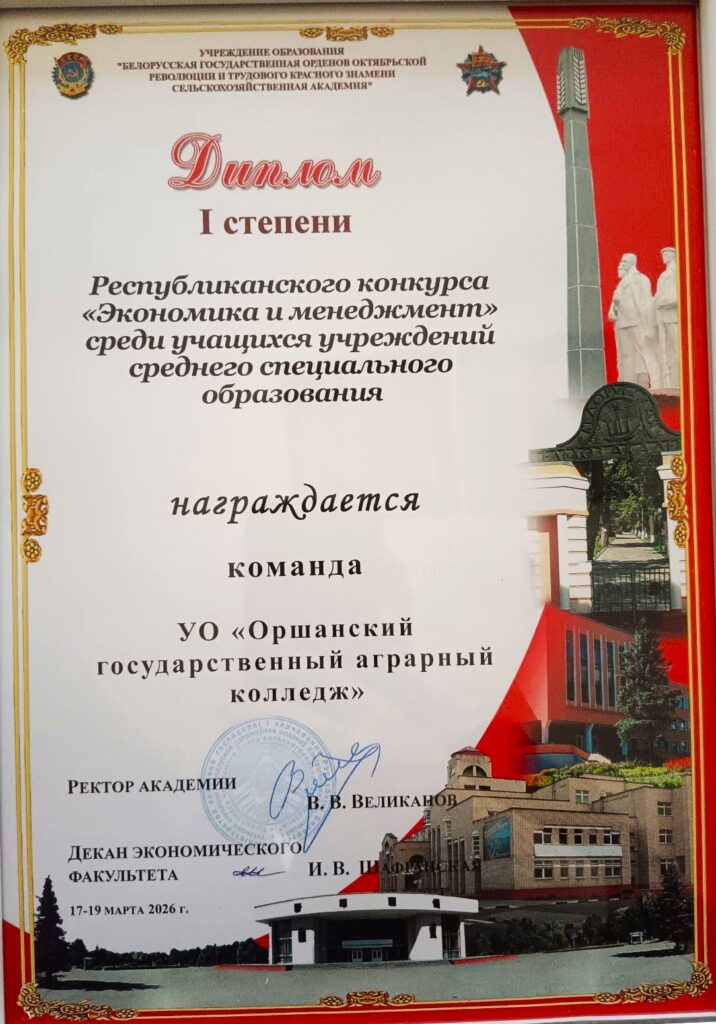 УЧРЕЖДЕНИЕ ОБРАЗОВАНИЯ
"БЕЛОРУССКАЯ ГОСУДАРСТВЕННАЯ ОРДЕНОВ ОКТЯБРЬСКОЙ
РЕВОЛЮЦИИ И ТРУДОВОГО КРАСНОГО ЗНАМЕНИ
СЕЛЬСКОХОЗЯЙСТВЕННАЯ АКАДЕМИЯ"
Диплом
I степени
Республиканского конкурса
«Экономика и менеджмент»
среди учащихся учреждений
среднего специального
образования
награждается
команда
УО «Оршанский
государственный аграрный
колледж»
РЕКТОР АКАДЕМИИ
В. В. ВЕЛИКАНОВ
ДЕКАН ЭКОНОМИЧЕСКОГО
ФАКУЛЬТЕТА
И. В. ШАФРАНСКАЯ
17-19 МАРТА 2026 г.